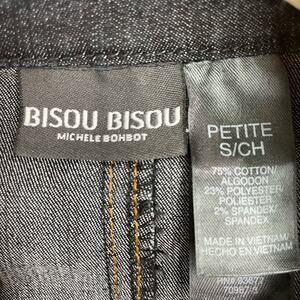 BISOU BISOU
MICHELE BOHBOT
PETITE
S/CH
75% COTTON/
ALGODON
23% POLYESTER/
POLIESTER
2% SPANDEX/
SPANDEX
MADE IN VIETNAM/
HECHO EN VIETNAM